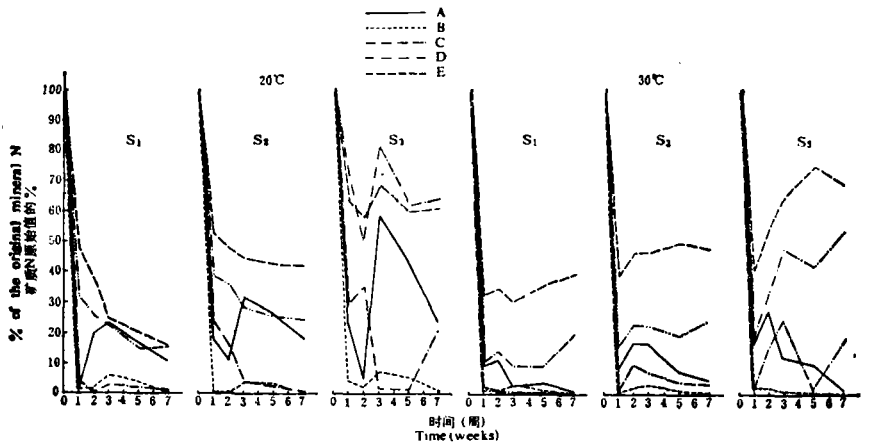 A
B
C
D
E
20℃ 30℃
S₁ S₂ S₃ S₁ S₂ S₃
% of the original mineral N
矿质N原始值的%
100
90
80
70
60
50
40
30
20
10
0
0 1 2 3 4 5 6 7 0 1 2 3 4 5 6 7 0 1 2 3 4 5 6 7 0 1 2 3 4 5 6 7 0 1 2 3 4 5 6 7 0 1 2 3 4 5 6 7
时间（周）
Time(weeks)